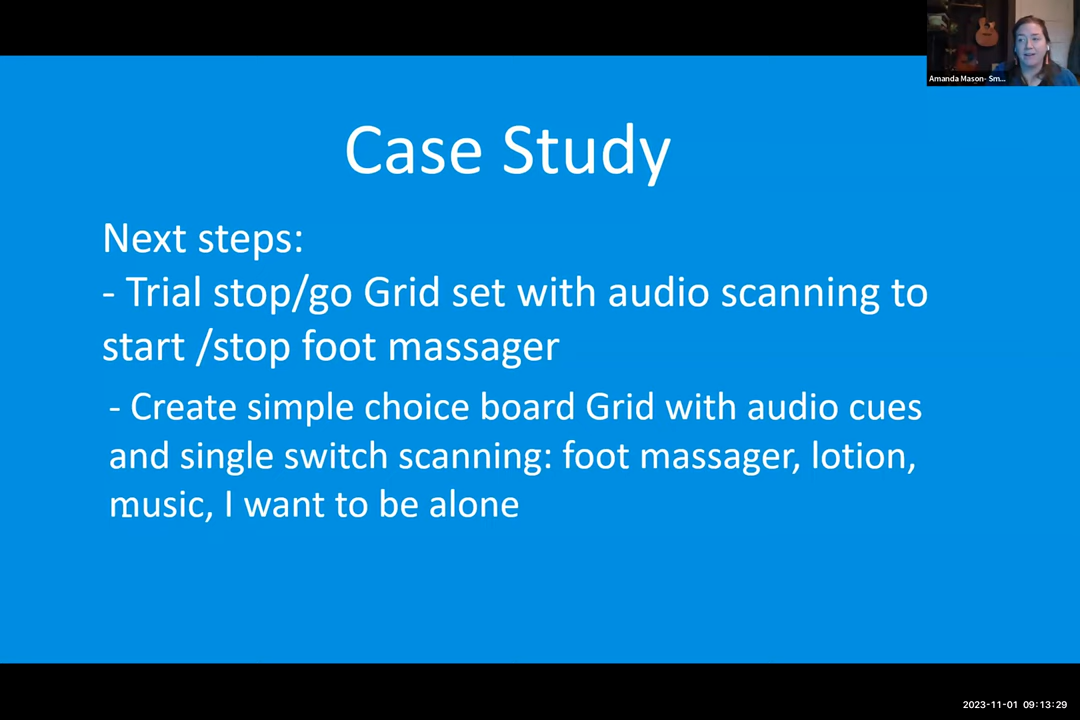 Amanda Mason- Sm...
Case Study
Next steps:
- Trial stop/go Grid set with audio scanning to
start /stop foot massager
- Create simple choice board Grid with audio cues
and single switch scanning: foot massager, lotion,
music, I want to be alone
2023-11-01 09:13:29